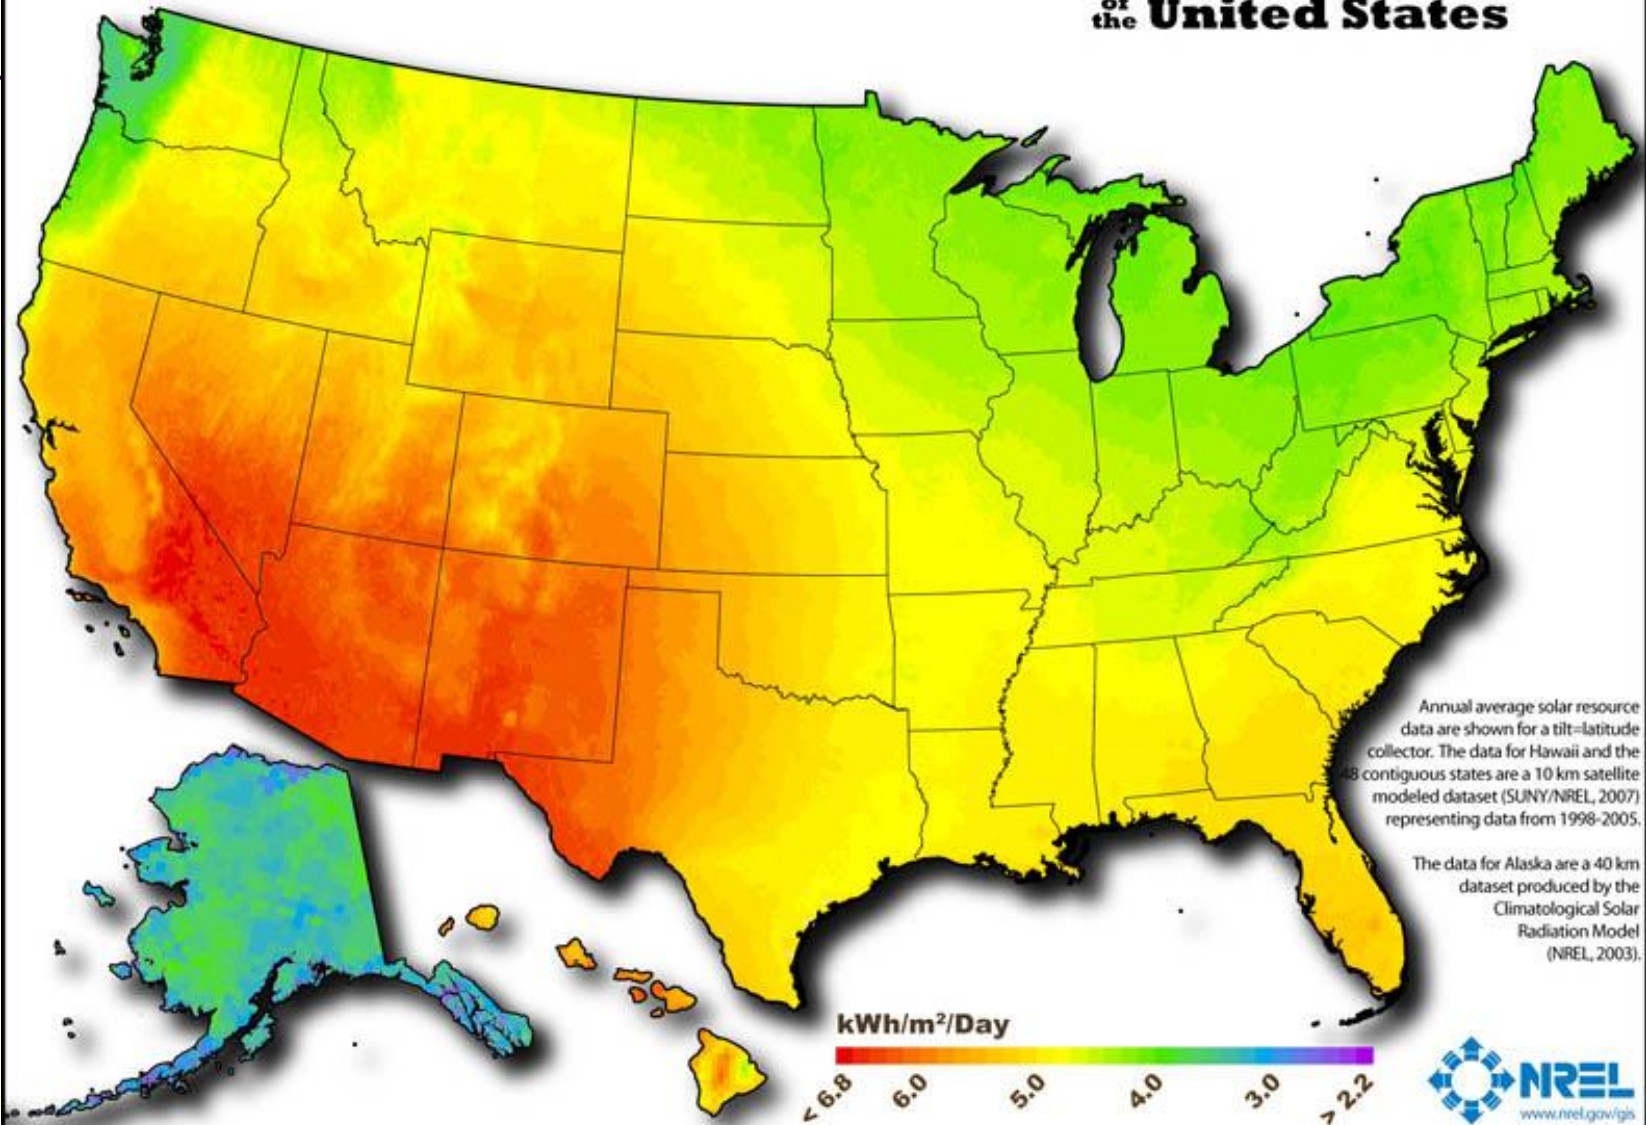 of
the United States
Annual average solar resource
data are shown for a tilt=latitude
collector. The data for Hawaii and the
48 contiguous states are a 10 km satellite
modeled dataset (SUNY/NREL, 2007)
representing data from 1998-2005.
The data for Alaska are a 40 km
dataset produced by the
Climatological Solar
Radiation Model
(NREL, 2003).
kWh/m²/Day
< 6.8 6.0 5.0 4.0 3.0 > 2.2
NREL
www.nrel.gov/gis